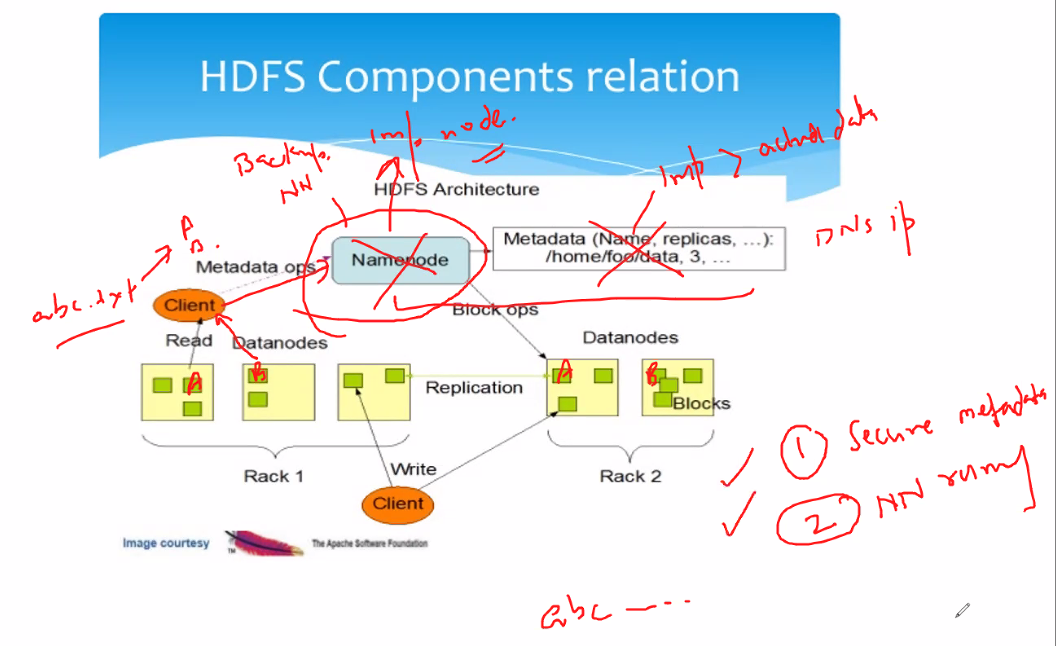 HDFS Components relation
Imp. node.
Backup
NN
Imp > actual data
HDFS Architecture
DNs ip
A
B.
Metadata ops
Namenode
Metadata (Name, replicas, ...):
/home/foo/data, 3, ...
abc.txt
Client
Block ops
Read
Datanodes
Datanodes
A
B
A
B
Replication
Blocks
1 Secure metadata
Rack 1
Write
Rack 2
2 NN
Client
Image courtesy
TM
The Apache Software Foundation
abc ----